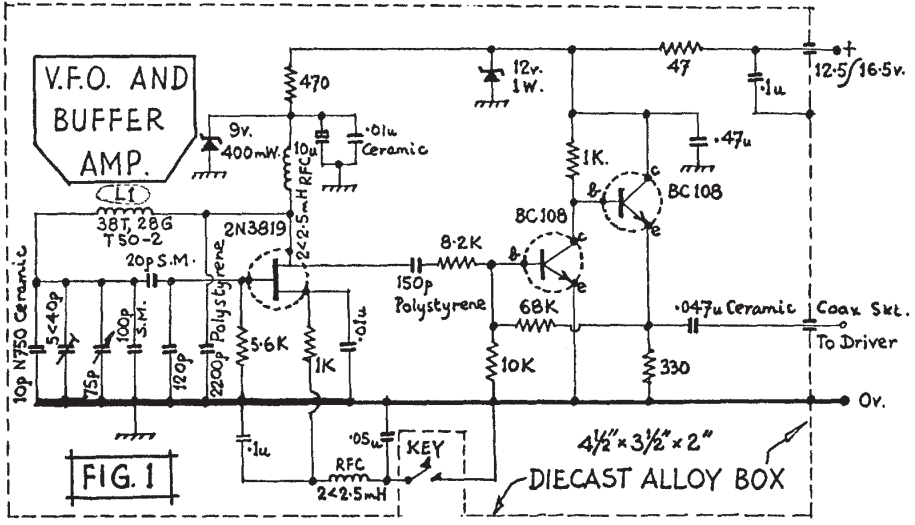 V.F.O. AND
BUFFER
AMP.
470
12v.
1W.
47
+
12.5/16.5v.
.1u
9v.
400mW.
10u
.01u
Ceramic
.47u
2<2.5mH RFC
1K.
c
b
BC108
e
L1
38T, 28G
T50-2
2N3819
20p S.M.
8.2K
BC108
b
c
e
150p
Polystyrene
68K
.047u Ceramic
Coax Skt.
To Driver
10p N750 Ceramic
5<40p
75p
100p
S.M.
120p
2200p Polystyrene
5.6K
1K
.01u
10K
330
0v.
.1u
.05u
KEY
RFC
2<2.5mH
4½"x3½"x2"
DIECAST ALLOY BOX
FIG. 1